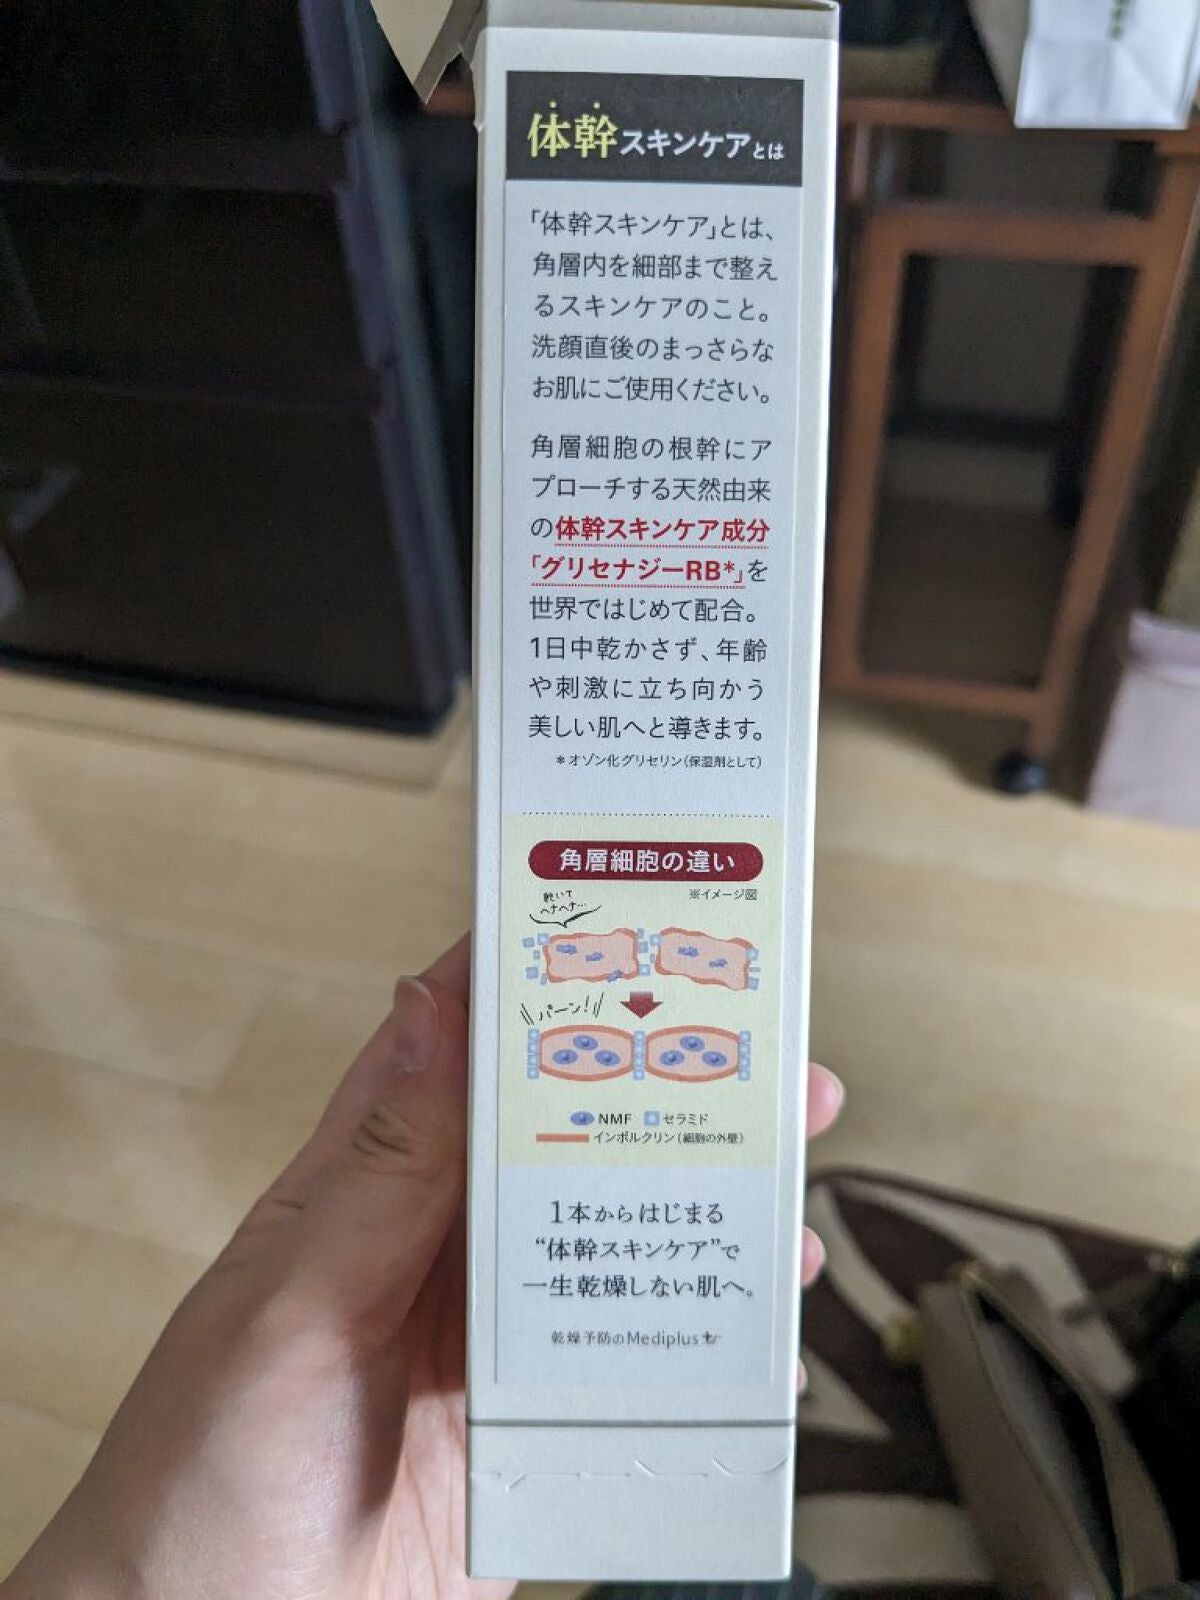 体幹スキンケアとは
「体幹スキンケア」とは、
角層内を細部まで整え
るスキンケアのこと。
洗顔直後のまっさらな
お肌にご使用ください。
角層細胞の根幹にア
プローチする天然由来
の体幹スキンケア成分
「グリセナジーRB*」を
世界ではじめて配合。
1日中乾かさず、年齢
や刺激に立ち向かう
美しい肌へと導きます。
*オゾン化グリセリン(保湿剤として)
角層細胞の違い
※イメージ図
乾いて
ヘナヘナ…
パーン!
NMF セラミド
インボルクリン(細胞の外壁)
1本からはじまる
“体幹スキンケア”で
一生乾燥しない肌へ。
乾燥予防のMediplus